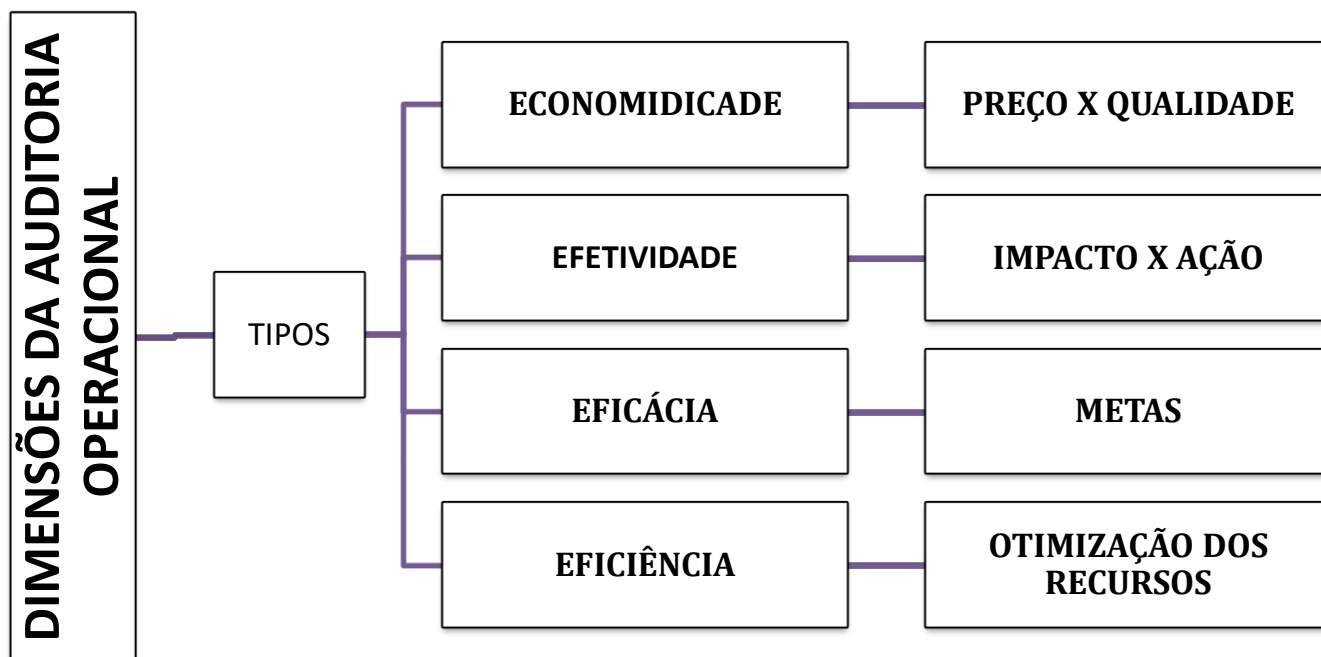 DIMENSÕES DA AUDITORIA
OPERACIONAL
TIPOS
ECONOMIDICADE
PREÇO X QUALIDADE
EFETIVIDADE
IMPACTO X AÇÃO
EFICÁCIA
METAS
EFICIÊNCIA
OTIMIZAÇÃO DOS
RECURSOS